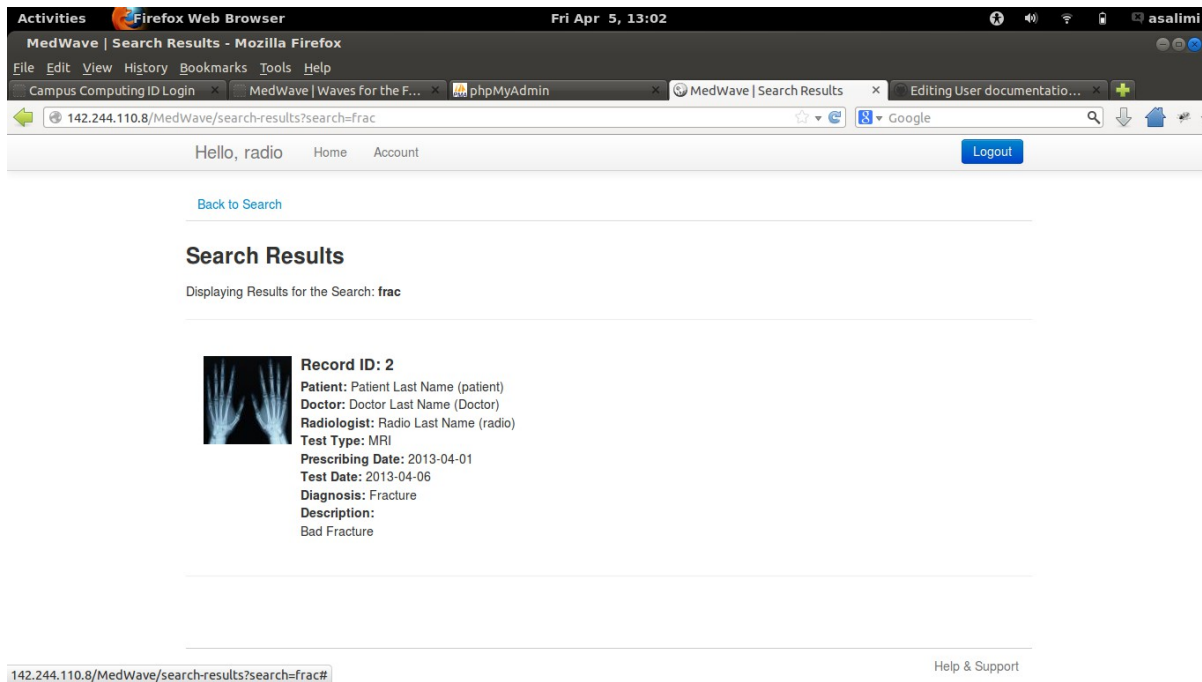 Activities Firefox Web Browser Fri Apr 5, 13:02 asalimi
MedWave | Search Results - Mozilla Firefox
File Edit View History Bookmarks Tools Help
Campus Computing ID Login MedWave | Waves for the F... phpMyAdmin MedWave | Search Results Editing User documentatio...
142.244.110.8/MedWave/search-results?search=frac Google
Hello, radio Home Account Logout
Back to Search
Search Results
Displaying Results for the Search: frac
Record ID: 2
Patient: Patient Last Name (patient)
Doctor: Doctor Last Name (Doctor)
Radiologist: Radio Last Name (radio)
Test Type: MRI
Prescribing Date: 2013-04-01
Test Date: 2013-04-06
Diagnosis: Fracture
Description:
Bad Fracture
Help & Support
142.244.110.8/MedWave/search-results?search=frac#